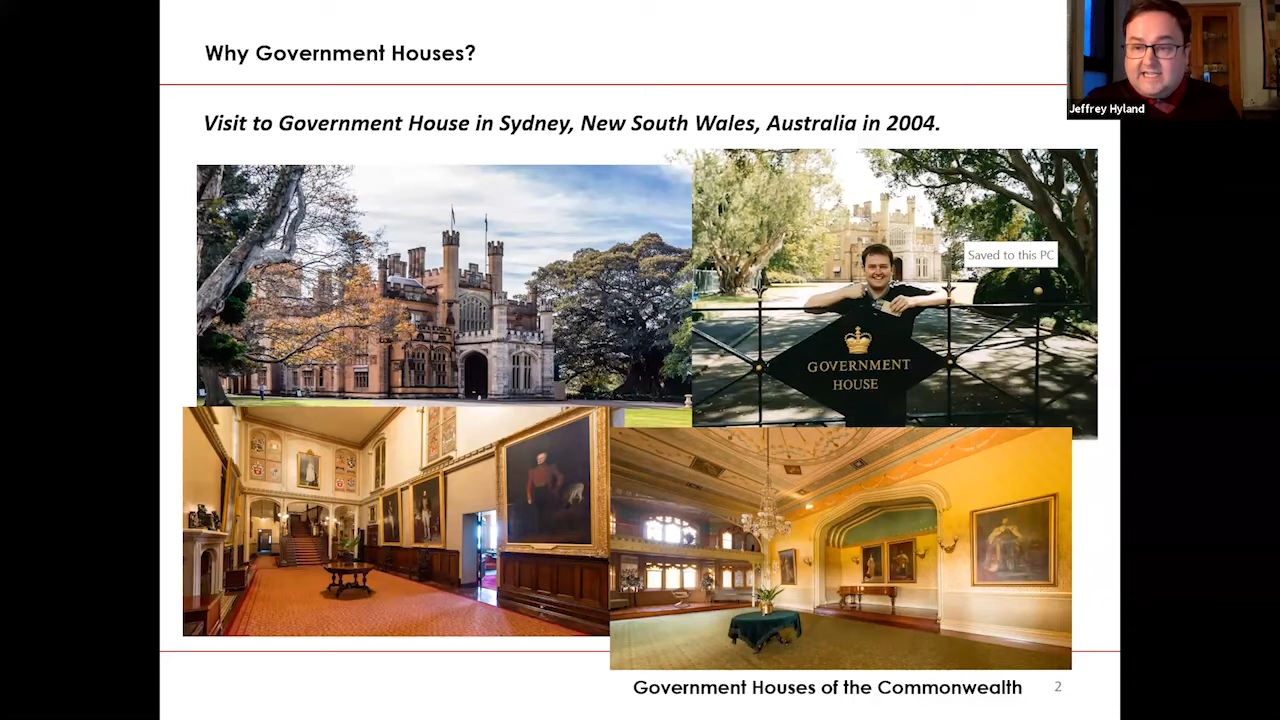 Why Government Houses?
Jeffrey Hyland
Visit to Government House in Sydney, New South Wales, Australia in 2004.
Saved to this PC
GOVERNMENT
HOUSE
Government Houses of the Commonwealth 2